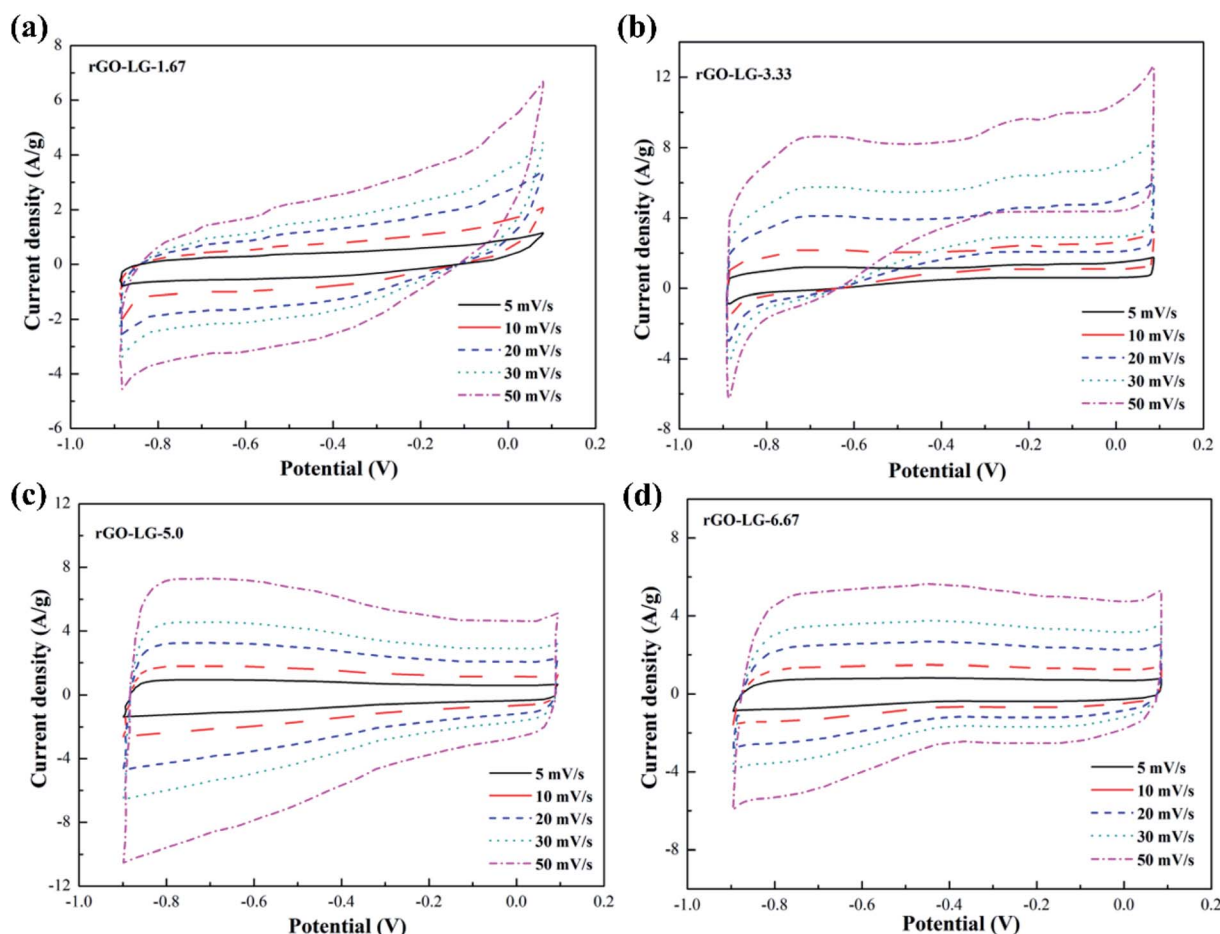 (a)
rGO-LG-1.67
Current density (A/g)
8
6
4
2
0
-2
-4
-6
5 mV/s
10 mV/s
20 mV/s
30 mV/s
50 mV/s
-1.0 -0.8 -0.6 -0.4 -0.2 0.0 0.2
Potential (V)
(b)
rGO-LG-3.33
Current density (A/g)
12
8
4
0
-4
-8
5 mV/s
10 mV/s
20 mV/s
30 mV/s
50 mV/s
-1.0 -0.8 -0.6 -0.4 -0.2 0.0 0.2
Potential (V)
(c)
rGO-LG-5.0
Current density (A/g)
12
8
4
0
-4
-8
-12
5 mV/s
10 mV/s
20 mV/s
30 mV/s
50 mV/s
-1.0 -0.8 -0.6 -0.4 -0.2 0.0 0.2
Potential (V)
(d)
rGO-LG-6.67
Current density (A/g)
8
4
0
-4
-8
5 mV/s
10 mV/s
20 mV/s
30 mV/s
50 mV/s
-1.0 -0.8 -0.6 -0.4 -0.2 0.0 0.2
Potential (V)